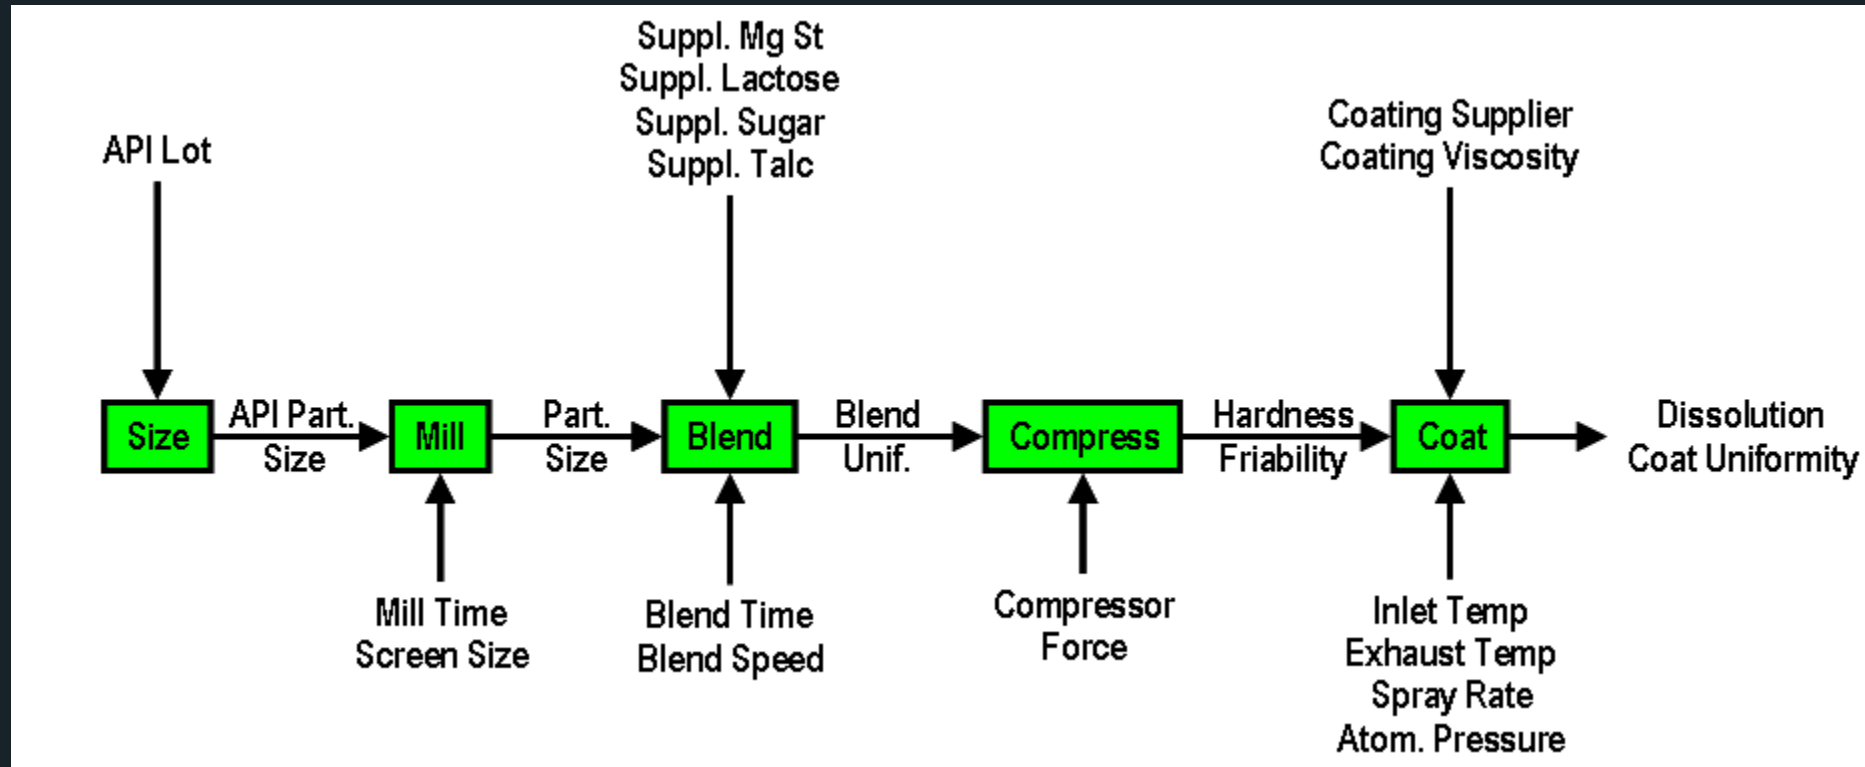 Suppl. Mg St
Suppl. Lactose
Suppl. Sugar
Suppl. Talc
API Lot
Coating Supplier
Coating Viscosity
Size
API Part.
Size
Mill
Part.
Size
Blend
Blend
Unif.
Compress
Hardness
Friability
Coat
Dissolution
Coat Uniformity
Mill Time
Screen Size
Blend Time
Blend Speed
Compressor
Force
Inlet Temp
Exhaust Temp
Spray Rate
Atom. Pressure